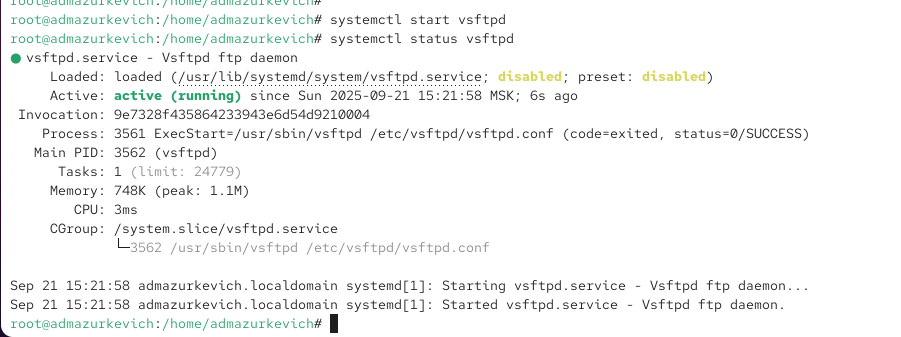 root@admazurkevich:/home/admazurkevich#
root@admazurkevich:/home/admazurkevich# systemctl start vsftpd
root@admazurkevich:/home/admazurkevich# systemctl status vsftpd
● vsftpd.service - Vsftpd ftp daemon
     Loaded: loaded (/usr/lib/systemd/system/vsftpd.service; disabled; preset: disabled)
     Active: active (running) since Sun 2025-09-21 15:21:58 MSK; 6s ago
 Invocation: 9e7328f435864233943e6d54d9210004
    Process: 3561 ExecStart=/usr/sbin/vsftpd /etc/vsftpd/vsftpd.conf (code=exited, status=0/SUCCESS)
   Main PID: 3562 (vsftpd)
      Tasks: 1 (limit: 24779)
     Memory: 748K (peak: 1.1M)
        CPU: 3ms
     CGroup: /system.slice/vsftpd.service
             └─3562 /usr/sbin/vsftpd /etc/vsftpd/vsftpd.conf

Sep 21 15:21:58 admazurkevich.localdomain systemd[1]: Starting vsftpd.service - Vsftpd ftp daemon...
Sep 21 15:21:58 admazurkevich.localdomain systemd[1]: Started vsftpd.service - Vsftpd ftp daemon.
root@admazurkevich:/home/admazurkevich#